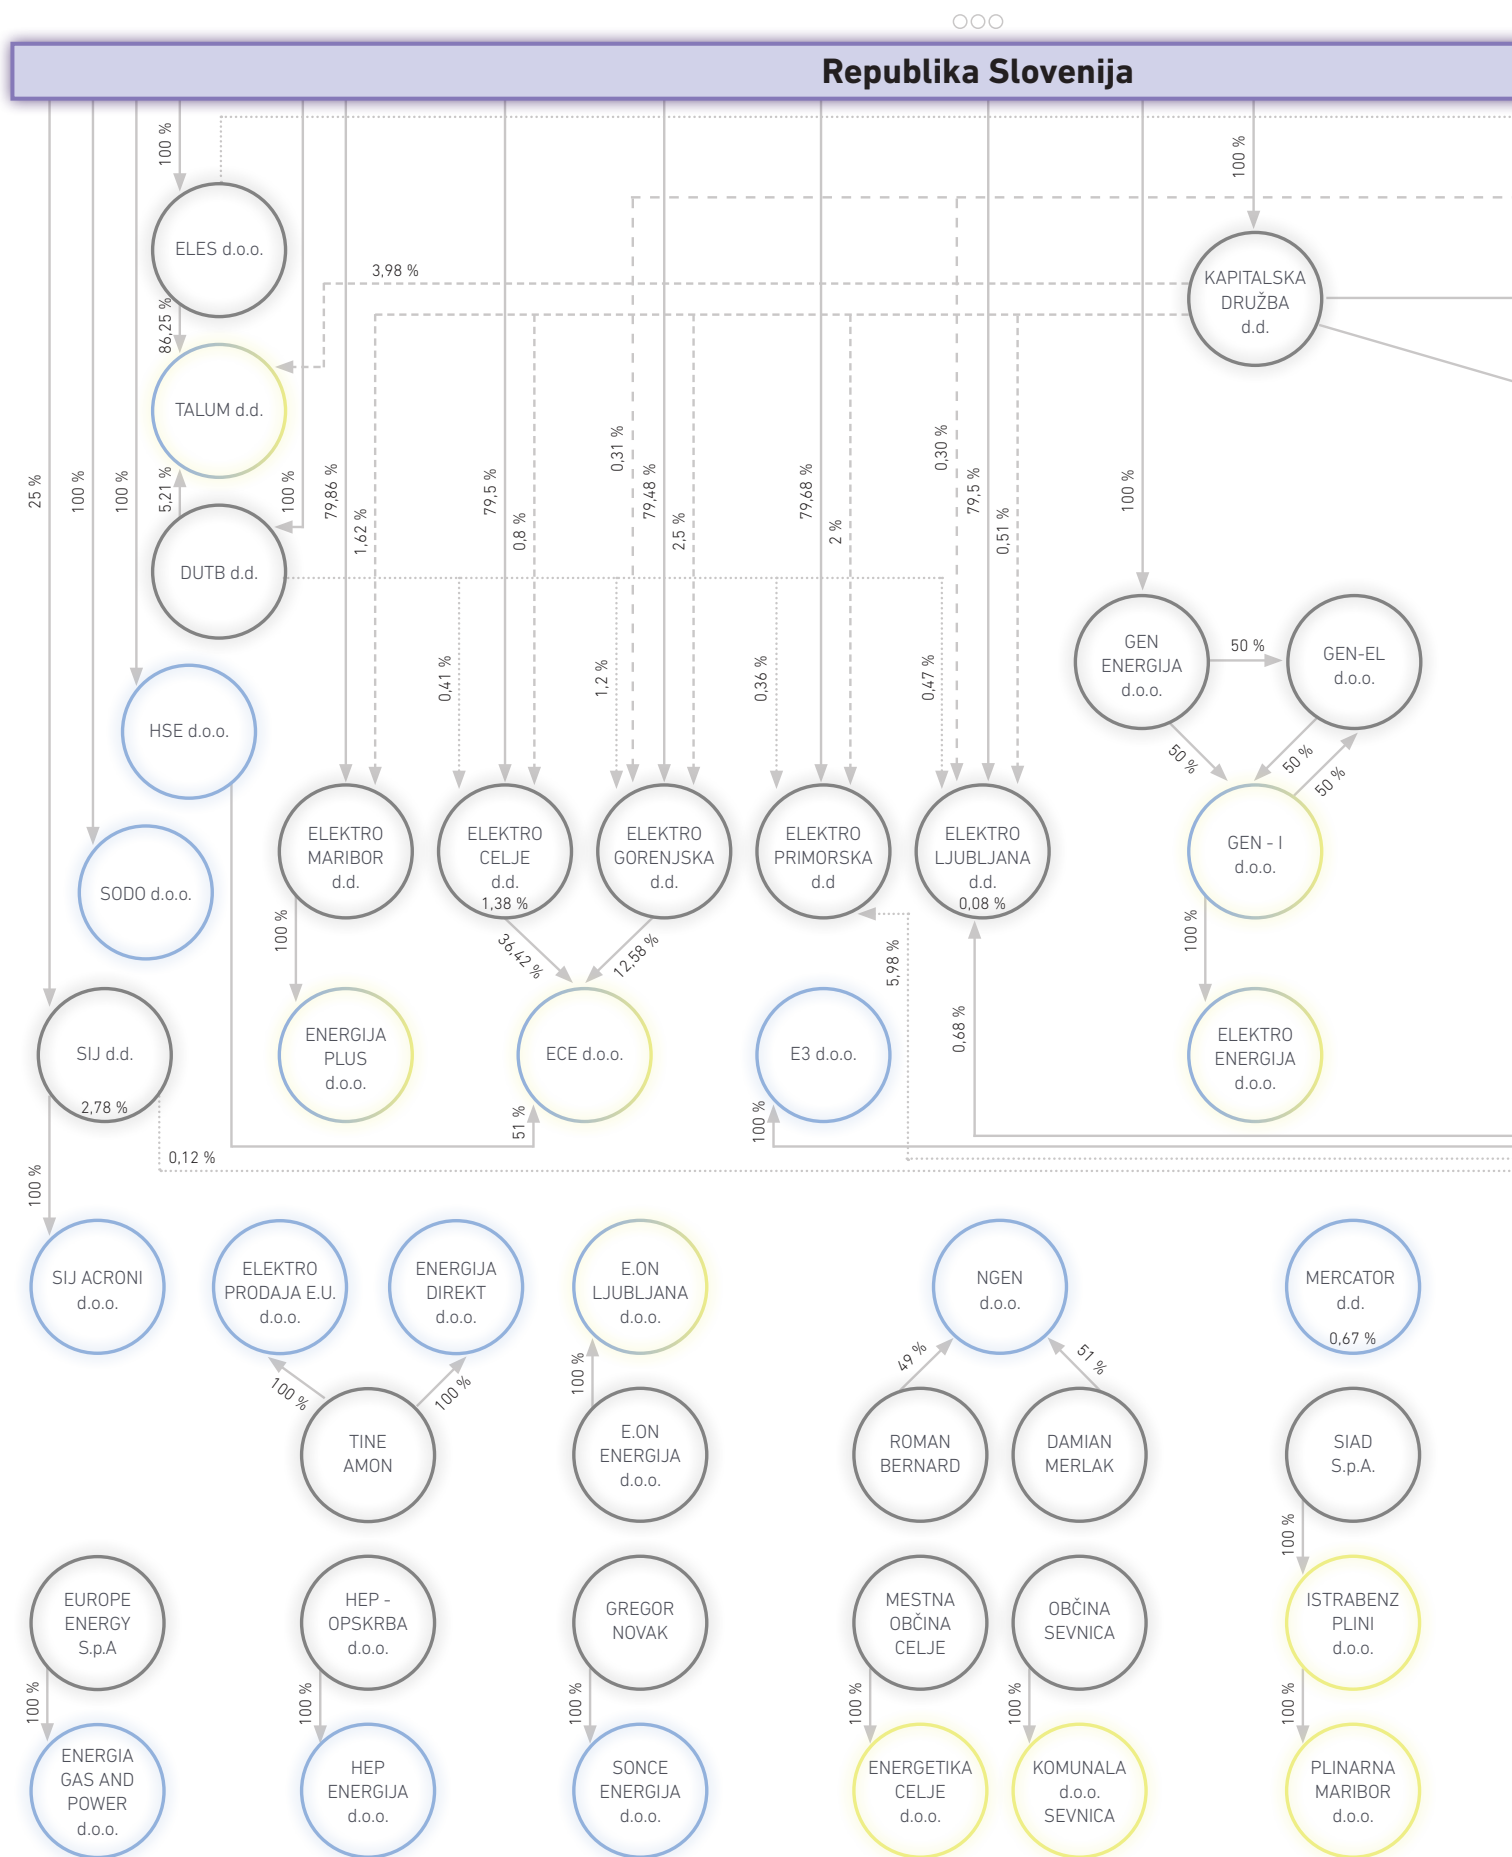 Republika Slovenija
100 %
100 %
ELES d.o.o.
3,98 %
KAPITALSKA
DRUŽBA
d.d.
86,25 %
TALUM d.d.
25 %
100 %
100 %
5,21 %
100 %
79,86 %
1,62 %
79,5 %
0,8 %
0,31 %
79,48 %
2,5 %
79,68 %
2 %
0,30 %
79,5 %
0,51 %
100 %
DUTB d.d.
0,41 %
1,2 %
0,36 %
0,47 %
GEN
ENERGIJA
d.o.o.
50 %
GEN-EL
d.o.o.
HSE d.o.o.
50 %
50 %
50 %
ELEKTRO
MARIBOR
d.d.
ELEKTRO
CELJE
d.d.
1,38 %
ELEKTRO
GORENJSKA
d.d.
ELEKTRO
PRIMORSKA
d.d
ELEKTRO
LJUBLJANA
d.d.
0,08 %
GEN - I
d.o.o.
SODO d.o.o.
100 %
36,42 %
12,58 %
5,98 %
0,68 %
100 %
SIJ d.d.
2,78 %
ENERGIJA
PLUS
d.o.o.
ECE d.o.o.
E3 d.o.o.
ELEKTRO
ENERGIJA
d.o.o.
51 %
100 %
0,12 %
100 %
SIJ ACRONI
d.o.o.
ELEKTRO
PRODAJA E.U.
d.o.o.
ENERGIJA
DIREKT
d.o.o.
E.ON
LJUBLJANA
d.o.o.
NGEN
d.o.o.
MERCATOR
d.d.
0,67 %
100 %
100 %
100 %
49 %
51 %
TINE
AMON
E.ON
ENERGIJA
d.o.o.
ROMAN
BERNARD
DAMIAN
MERLAK
SIAD
S.p.A.
100 %
EUROPE
ENERGY
S.p.A
HEP -
OPSKRBA
d.o.o.
GREGOR
NOVAK
MESTNA
OBČINA
CELJE
OBČINA
SEVNICA
ISTRABENZ
PLINI
d.o.o.
100 %
100 %
100 %
100 %
100 %
100 %
ENERGIA
GAS AND
POWER
d.o.o.
HEP
ENERGIJA
d.o.o.
SONCE
ENERGIJA
d.o.o.
ENERGETIKA
CELJE
d.o.o.
KOMUNALA
d.o.o.
SEVNICA
PLINARNA
MARIBOR
d.o.o.